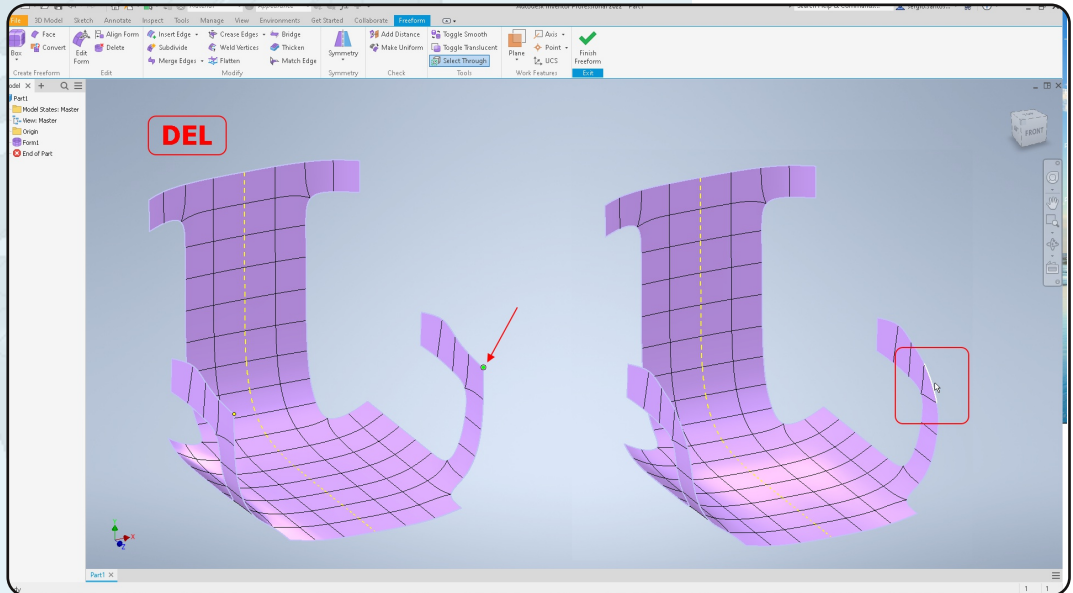 File 3D Model Sketch Annotate Inspect Tools Manage View Environments Get Started Collaborate Freeform
Face
Convert
Box
Create Freeform
Edit Form
Align Form
Delete
Edit
Insert Edge
Subdivide
Merge Edges
Crease Edges
Weld Vertices
Flatten
Bridge
Thicken
Match Edge
Modify
Symmetry
Symmetry
Add Distance
Make Uniform
Check
Toggle Smooth
Toggle Translucent
Select Through
Tools
Plane
Axis
Point
UCS
Work Features
Finish
Freeform
Exit
Part1
Model States: Master
View: Master
Origin
Form1
End of Part
DEL
FRONT
Y
X
Z
Part1
1 1